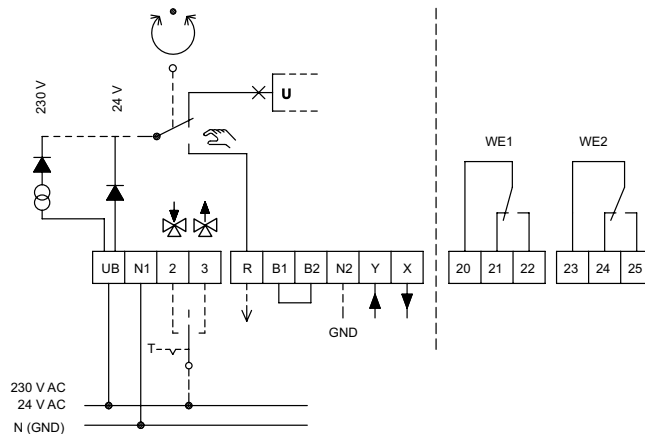 230 V
24 V
U
WE1
WE2
UB N1 2 3
R B1 B2 N2 Y X
20 21 22
23 24 25
GND
T
230 V AC
24 V AC
N (GND)